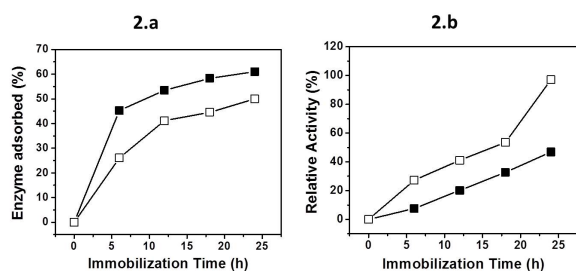 2.a
Enzyme adsorbed (%)
70
60
50
40
30
20
10
0
0 5 10 15 20 25
Immobilization Time (h)
2.b
Relative Activity (%)
120
100
80
60
40
20
0
0 5 10 15 20 25
Immobilization Time (h)